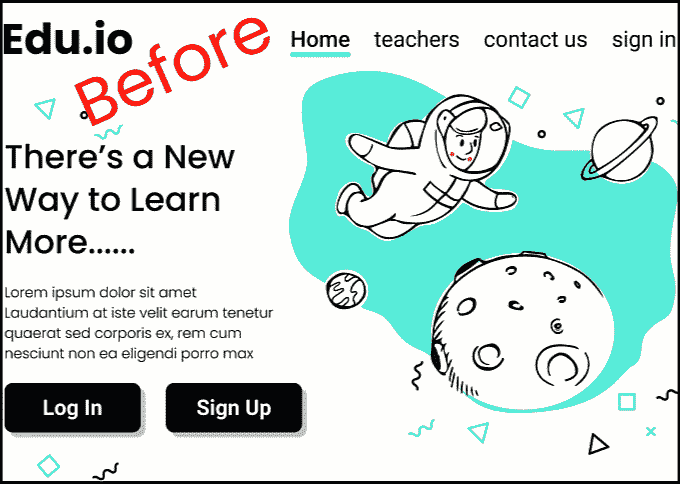 Edu.io
Before
Home teachers contact us sign in
There's a New
Way to Learn
More......
Lorem ipsum dolor sit amet
Laudantium at iste velit earum tenetur
quaerat sed corporis ex, rem cum
nesciunt non ea eligendi porro max
Log In Sign Up